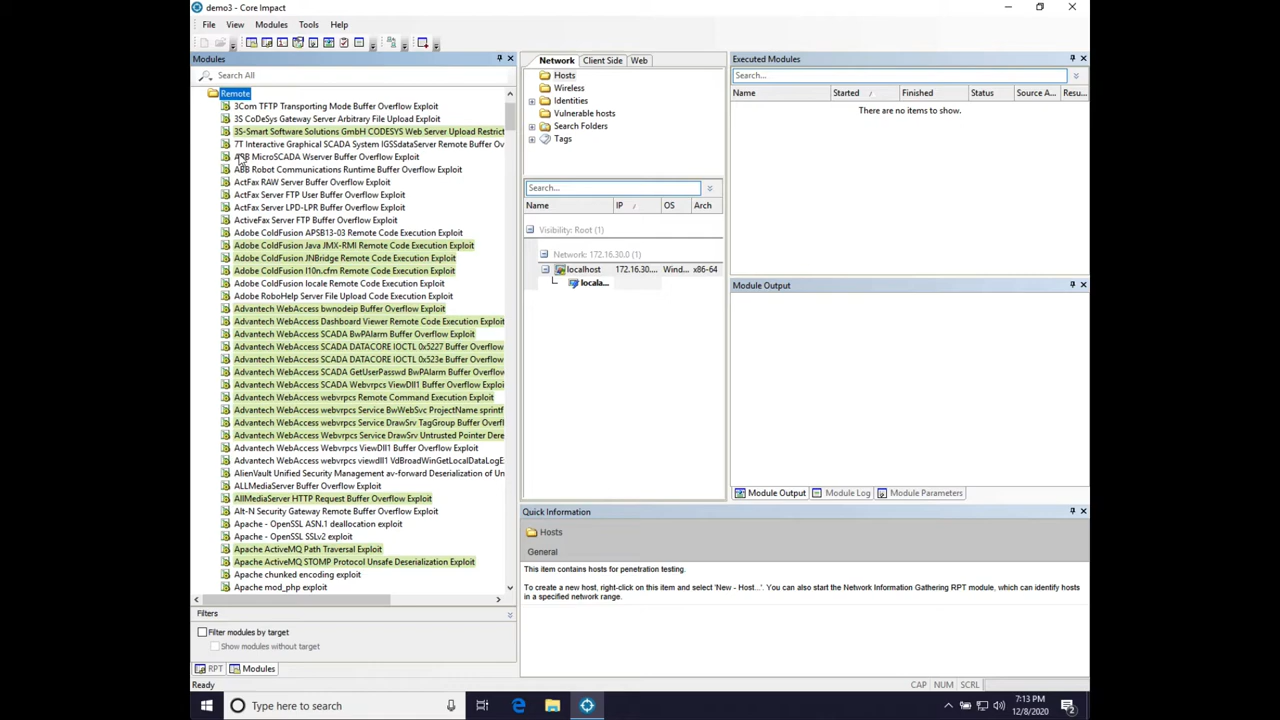 demo3 - Core Impact
File View Modules Tools Help
Modules
Search All
Remote
3Com TFTP Transporting Mode Buffer Overflow Exploit
3S CoDeSys Gateway Server Arbitrary File Upload Exploit
3S-Smart Software Solutions GmbH CODESYS Web Server Upload Restrict
7T Interactive Graphical SCADA System IGSSdataServer Remote Buffer Ov
ABB MicroSCADA Wserver Buffer Overflow Exploit
ABB Robot Communications Runtime Buffer Overflow Exploit
ActFax RAW Server Buffer Overflow Exploit
ActFax Server FTP User Buffer Overflow Exploit
ActFax Server LPD-LPR Buffer Overflow Exploit
ActiveFax Server FTP Buffer Overflow Exploit
Adobe ColdFusion APSB13-03 Remote Code Execution Exploit
Adobe ColdFusion Java JMX-RMI Remote Code Execution Exploit
Adobe ColdFusion JNBridge Remote Code Execution Exploit
Adobe ColdFusion l10n.cfm Remote Code Execution Exploit
Adobe ColdFusion locale Remote Code Execution Exploit
Adobe RoboHelp Server File Upload Code Execution Exploit
Advantech WebAccess bwnodeip Buffer Overflow Exploit
Advantech WebAccess Dashboard Viewer Remote Code Execution Exploit
Advantech WebAccess SCADA BwPAlarm Buffer Overflow Exploit
Advantech WebAccess SCADA DATACORE IOCTL 0x5227 Buffer Overflow
Advantech WebAccess SCADA DATACORE IOCTL 0x523e Buffer Overflow
Advantech WebAccess SCADA GetUserPasswd BwPAlarm Buffer Overflow
Advantech WebAccess SCADA Webvrpcs ViewDll1 Buffer Overflow Exploi
Advantech WebAccess webvrpcs Remote Command Execution Exploit
Advantech WebAccess webvrpcs Service BwWebSvc ProjectName sprintf
Advantech WebAccess Webvrpcs Service DrawSrv TagGroup Buffer Overfl
Advantech WebAccess Webvrpcs Service DrawSrv Untrusted Pointer Dere
Advantech WebAccess Webvrpcs ViewDll1 Buffer Overflow Exploit
Advantech WebAccess webvrpcs viewdll1 VdBroadWinGetLocalDataLogE
AlienVault Unified Security Management av-forward Deserialization of Un
ALLMediaServer Buffer Overflow Exploit
AllMediaServer HTTP Request Buffer Overflow Exploit
Alt-N Security Gateway Remote Buffer Overflow Exploit
Apache - OpenSSL ASN.1 deallocation exploit
Apache - OpenSSL SSLv2 exploit
Apache ActiveMQ Path Traversal Exploit
Apache ActiveMQ STOMP Protocol Unsafe Deserialization Exploit
Apache chunked encoding exploit
Apache mod_php exploit
Filters
Filter modules by target
Show modules without target
RPT Modules
Network Client Side Web
Hosts
Wireless
Identities
Vulnerable hosts
Search Folders
Tags
Search...
Name IP OS Arch
Visibility: Root (1)
Network: 172.16.30.0 (1)
localhost 172.16.30.... Wind... x86-64
locala...
Executed Modules
Search...
Name Started Finished Status Source A... Resu...
There are no items to show.
Module Output
Module Output Module Log Module Parameters
Quick Information
Hosts
General
This item contains hosts for penetration testing.
To create a new host, right-click on this item and select 'New - Host...'. You can also start the Network Information Gathering RPT module, which can identify hosts
in a specified network range.
Ready
CAP NUM SCRL
Type here to search
7:13 PM
12/8/2020
2